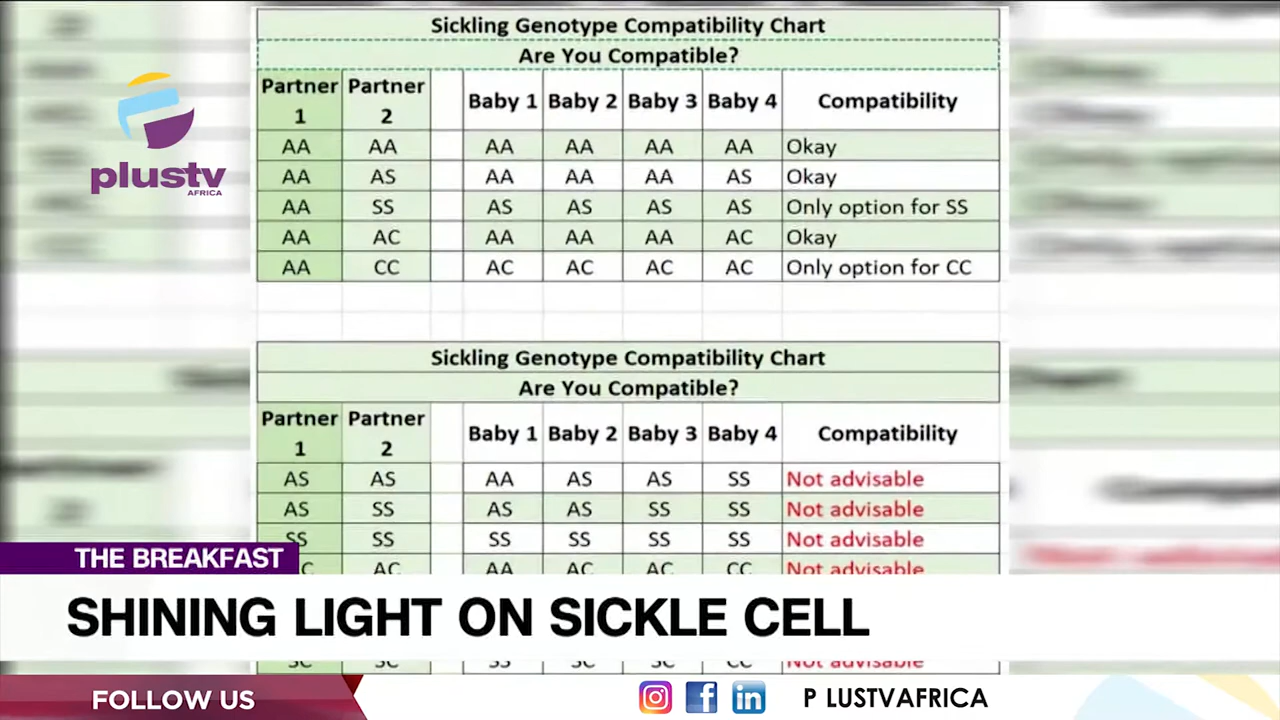 Sickling Genotype Compatibility Chart
Are You Compatible?
Partner 1 Partner 2 Baby 1 Baby 2 Baby 3 Baby 4 Compatibility
AA AA AA AA AA AA Okay
AA AS AA AA AA AS Okay
AA SS AS AS AS AS Only option for SS
AA AC AA AA AA AC Okay
AA CC AC AC AC AC Only option for CC
plustv
AFRICA
Sickling Genotype Compatibility Chart
Are You Compatible?
Partner 1 Partner 2 Baby 1 Baby 2 Baby 3 Baby 4 Compatibility
AS AS AA AS AS SS Not advisable
AS SS AS AS SS SS Not advisable
SS SS SS SS SS SS Not advisable
AC AA AC AC CC Not advisable
THE BREAKFAST
SHINING LIGHT ON SICKLE CELL
SC SC SS SC SC CC Not advisable
FOLLOW US
P LUSTVAFRICA